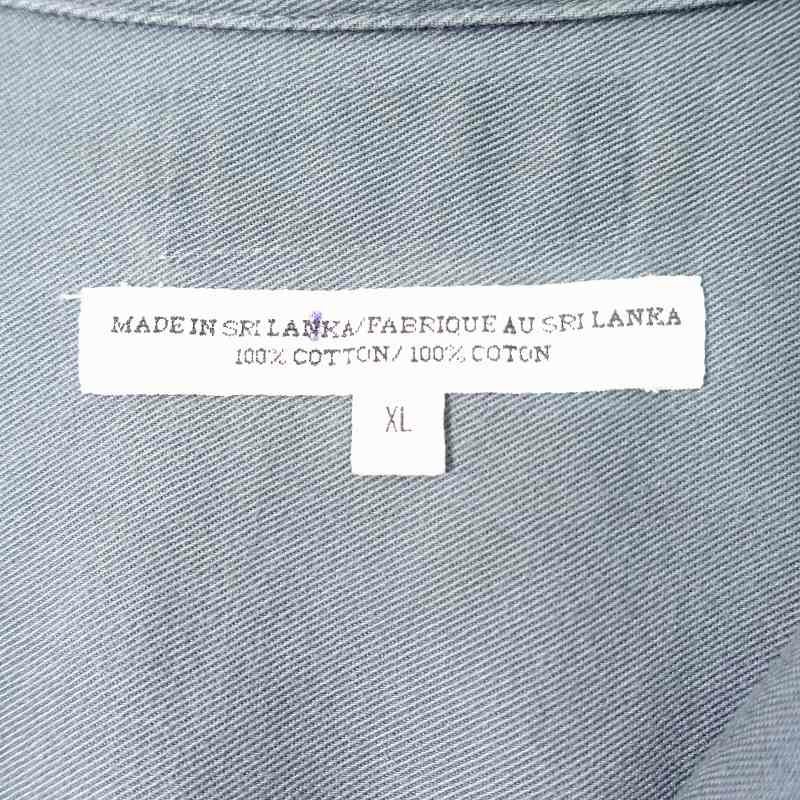 MADE IN SRI LANKA/FABRIQUE AU SRI LANKA
100% COTTON/ 100% COTON
XL